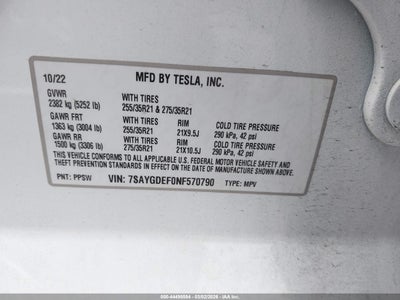 10/22 MFD BY TESLA, INC.
GVWR WITH TIRES
2382 kg (5252 lb) 255/35R21 & 275/35R21
GAWR FRT WITH TIRES RIM COLD TIRE PRESSURE
1363 kg (3004 lb) 255/35R21 21X9.5J 290 kPa, 42 psi
GAWR RR WITH TIRES RIM COLD TIRE PRESSURE
1500 kg (3306 lb) 275/35R21 21X10.5J 290 kPa, 42 psi
THIS VEHICLE CONFORMS TO ALL APPLICABLE U.S. FEDERAL MOTOR VEHICLE SAFETY AND
THEFT PREVENTION STANDARDS IN EFFECT ON THE DATE OF MANUFACTURE SHOWN ABOVE.
PNT: PPSW VIN: 7SAYGDEF0NF570790 TYPE: MPV